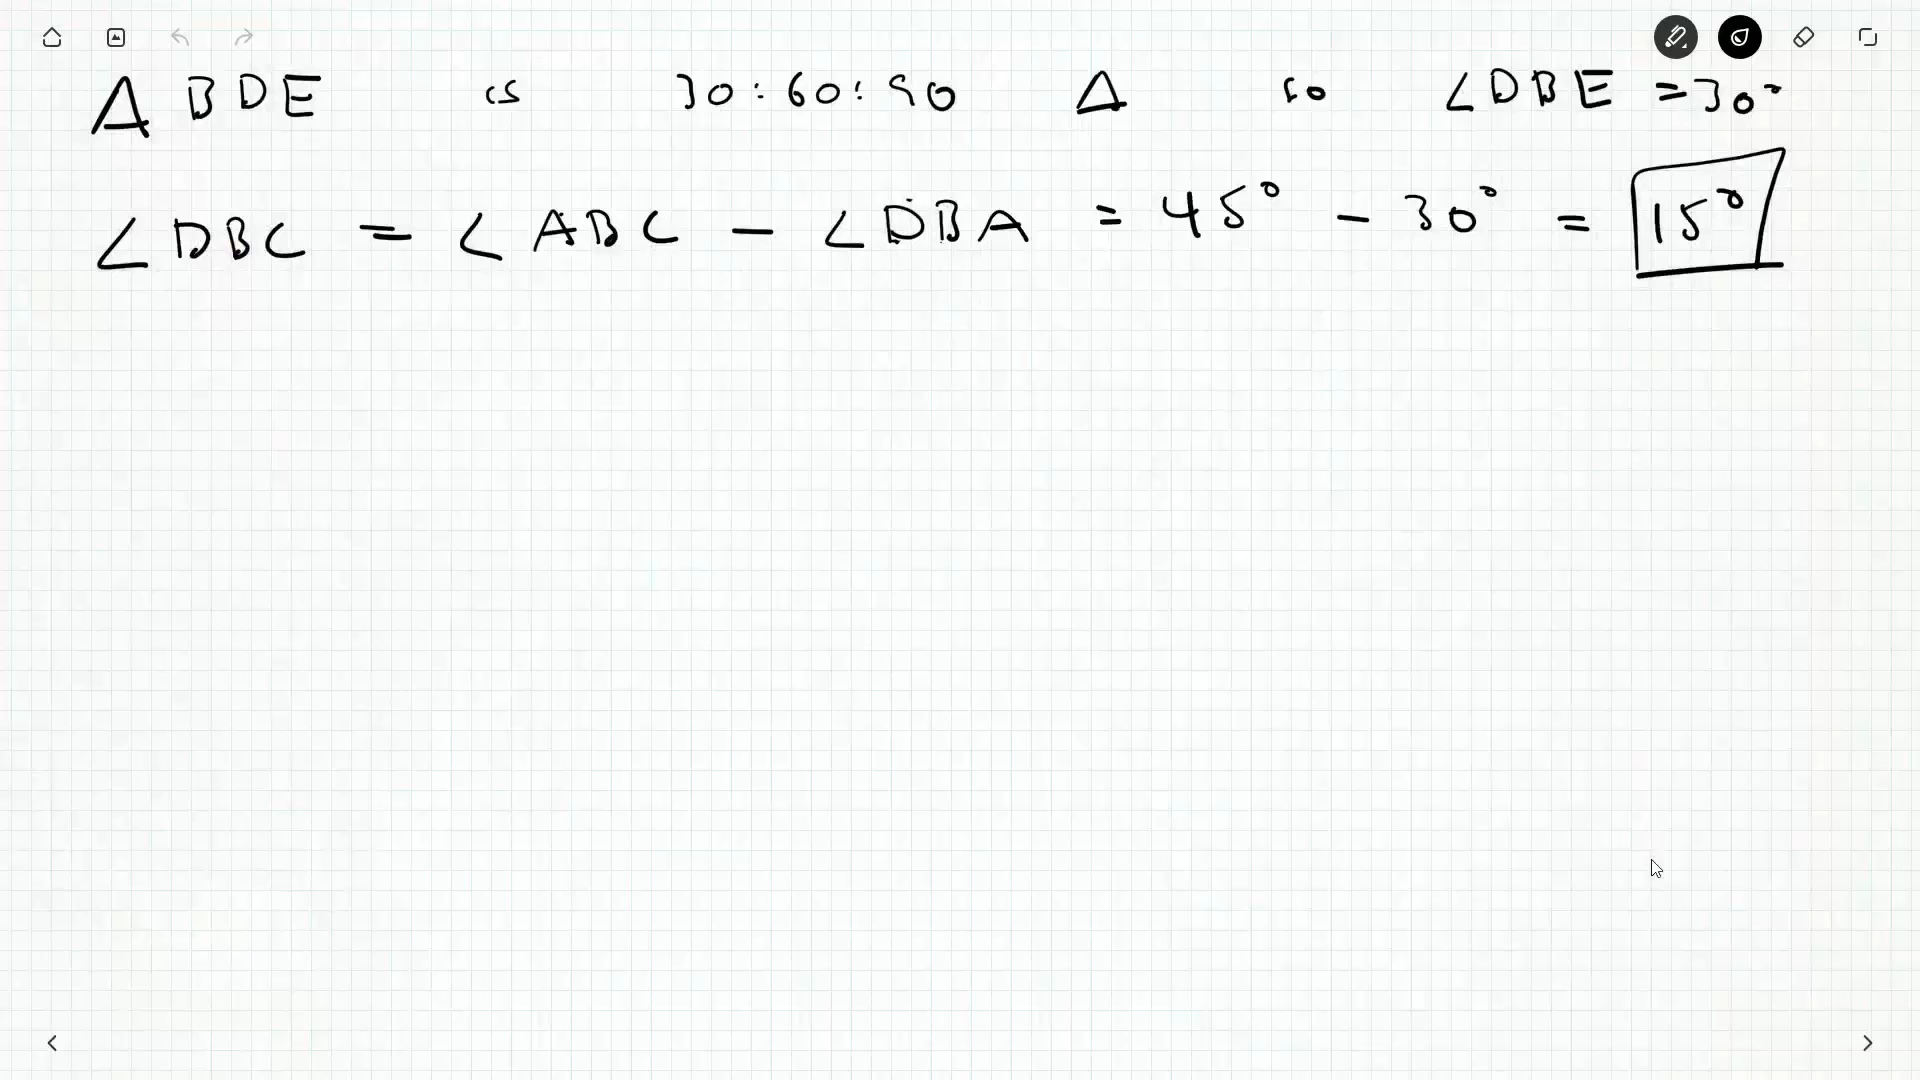 Δ BDE is 30:60:90 Δ so ∠DBE = 30°
∠DBC = ∠ABC - ∠DBA = 45° - 30° = 15°